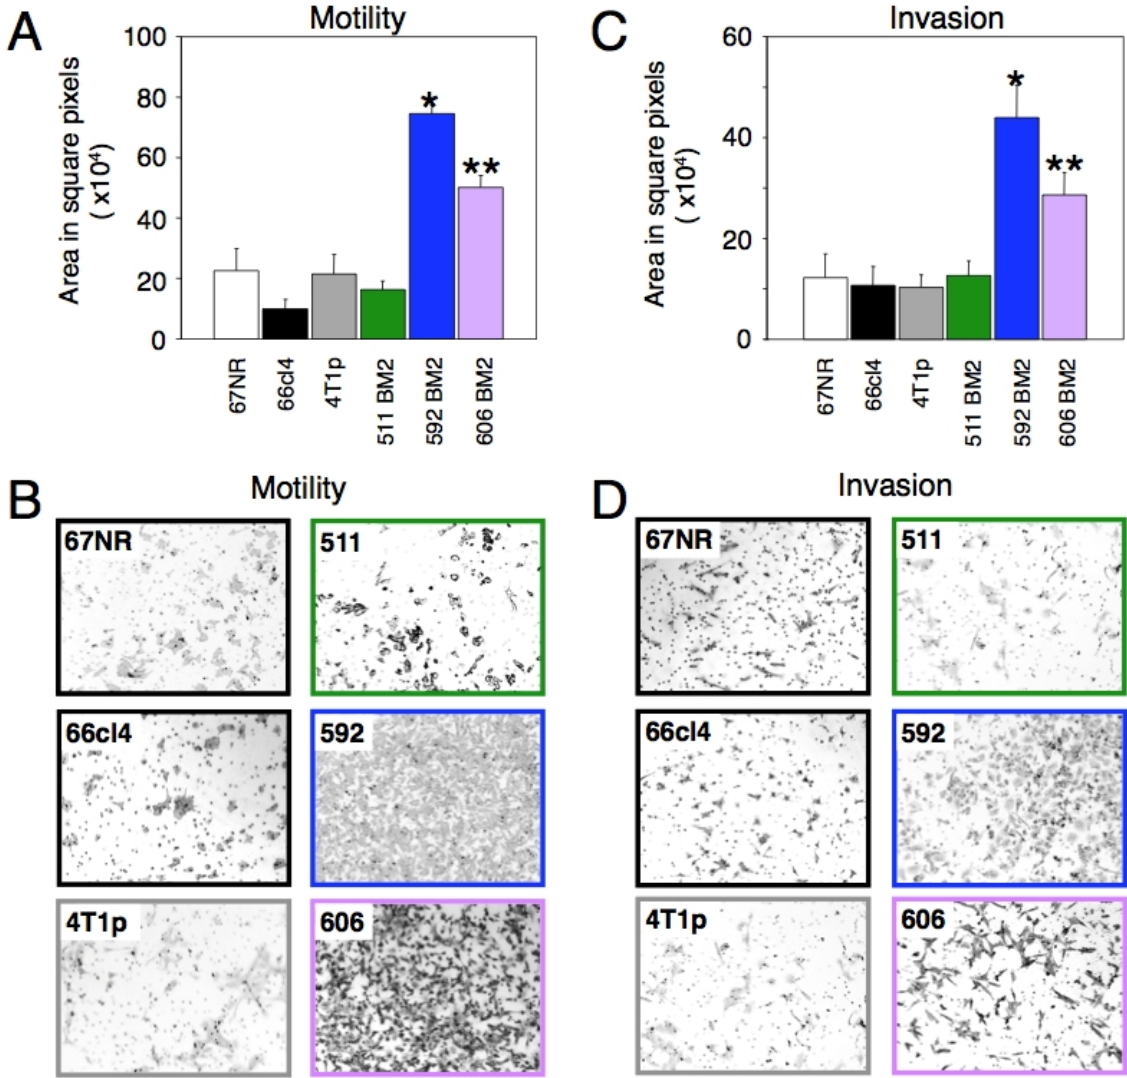 A
Motility
Area in square pixels
( x10⁴)
100
80
60
40
20
0
67NR
66cl4
4T1p
511 BM2
592 BM2
606 BM2
*
**
C
Invasion
Area in square pixels
( x10⁴)
60
40
20
0
67NR
66cl4
4T1p
511 BM2
592 BM2
606 BM2
*
**
B
Motility
67NR
511
66cl4
592
4T1p
606
D
Invasion
67NR
511
66cl4
592
4T1p
606